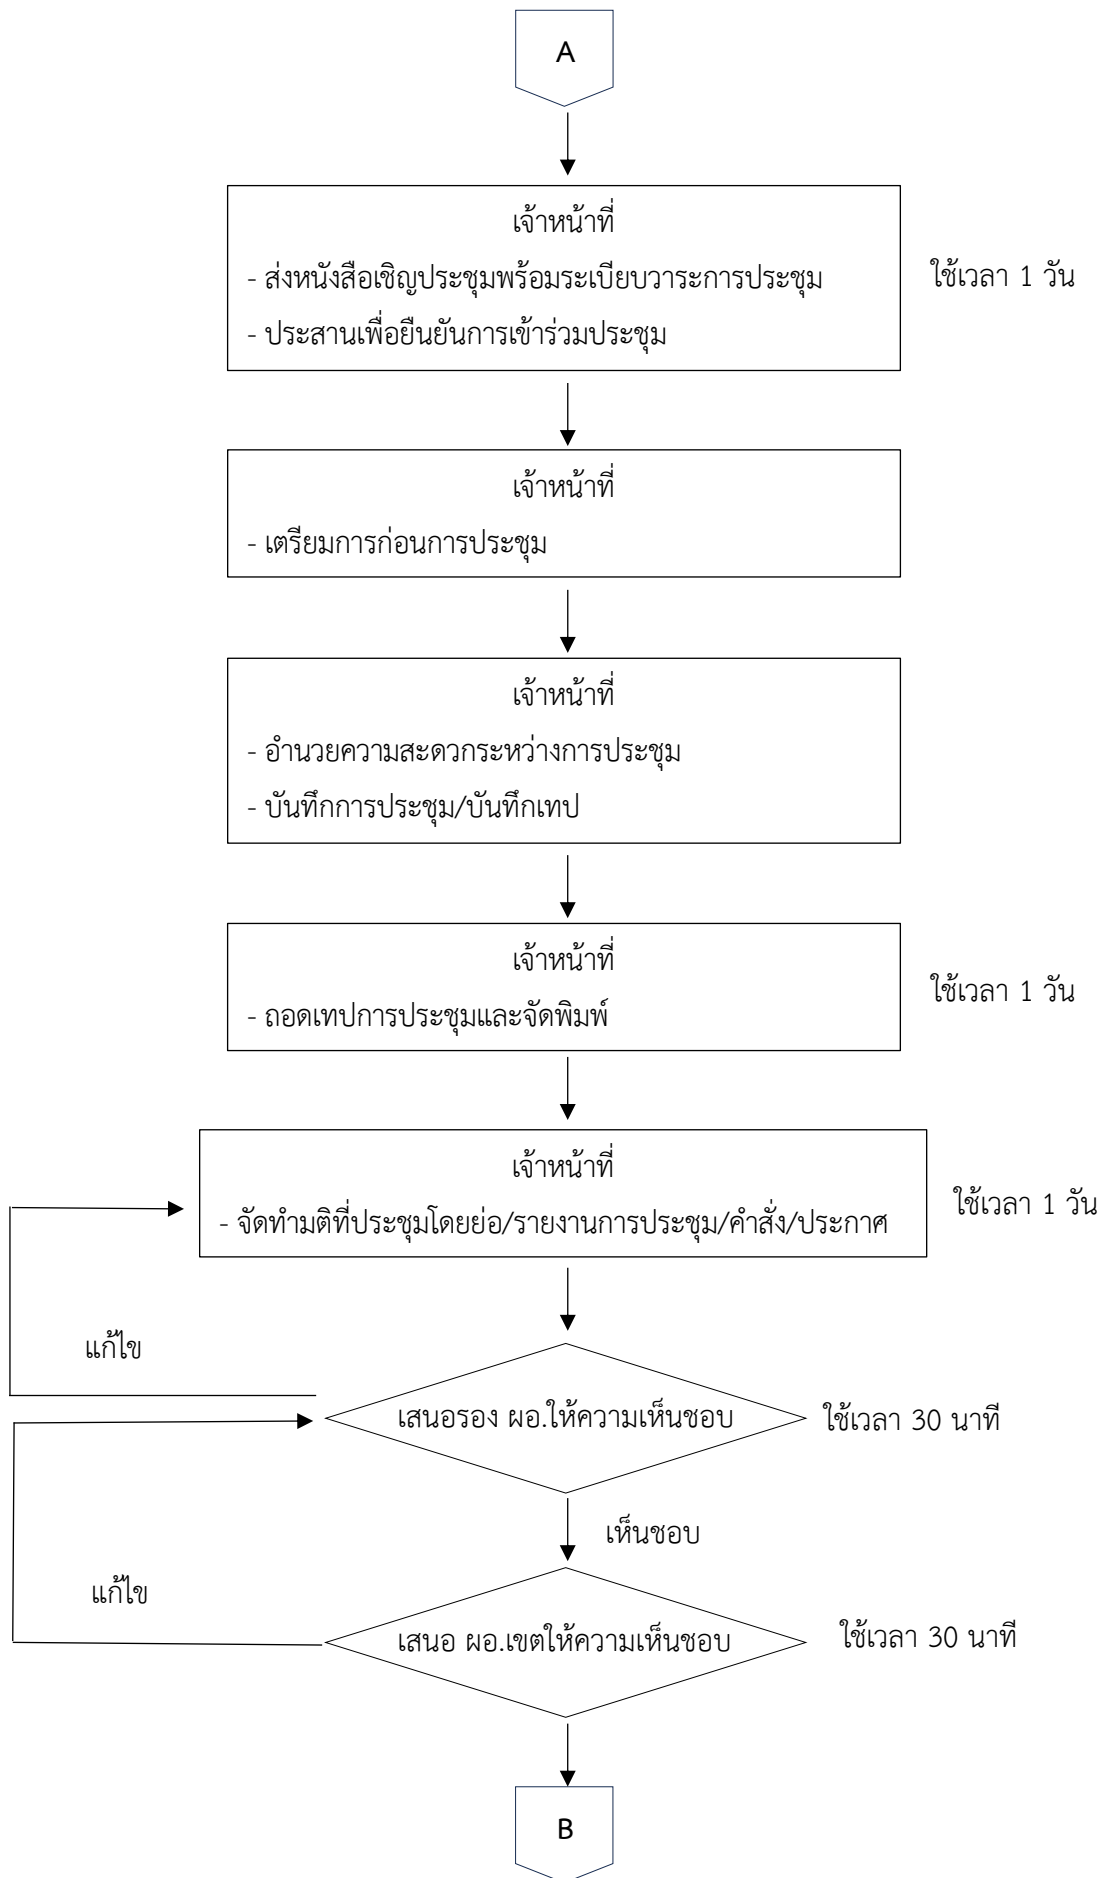 A
เจ้าหน้าที่
- ส่งหนังสือเชิญประชุมพร้อมระเบียบวาระการประชุม
ใช้เวลา 1 วัน
- ประสานเพื่อยืนยันการเข้าร่วมประชุม
เจ้าหน้าที่
- เตรียมการก่อนการประชุม
เจ้าหน้าที่
- อำนวยความสะดวกระหว่างการประชุม
- บันทึกการประชุม/บันทึกเทป
เจ้าหน้าที่
ใช้เวลา 1 วัน
- ถอดเทปการประชุมและจัดพิมพ์
เจ้าหน้าที่
ใช้เวลา 1 วัน
- จัดทำมติที่ประชุมโดยย่อ/รายงานการประชุม/คำสั่ง/ประกาศ
แก้ไข
เสนอรอง ผอ.ให้ความเห็นชอบ
ใช้เวลา 30 นาที
เห็นชอบ
แก้ไข
เสนอ ผอ.เขตให้ความเห็นชอบ
ใช้เวลา 30 นาที
B